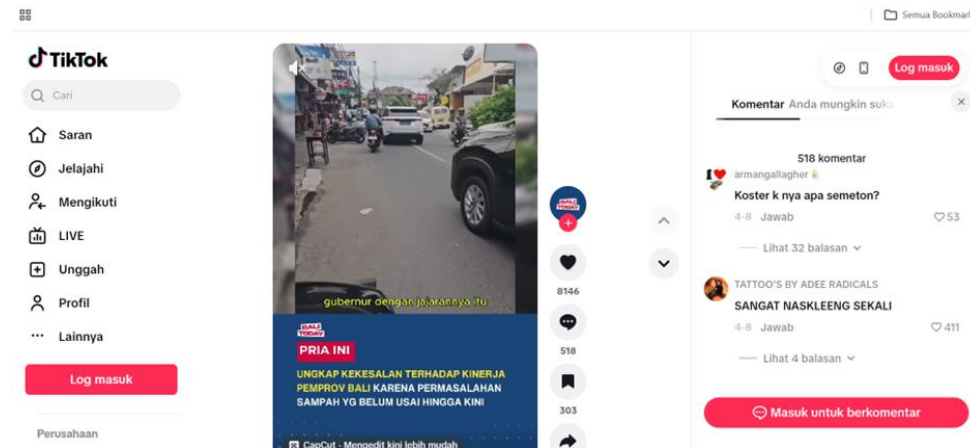 Semua Bookmark
TikTok
Cari
Saran
Jelajahi
Mengikuti
LIVE
Unggah
Profil
Lainnya
Log masuk
Perusahaan
gubernur dengan jajarannya itu
BALI
TODAY
PRIA INI
UNGKAP KEKESALAN TERHADAP KINERJA
PEMPROV BALI KARENA PERMASALAHAN
SAMPAH YG BELUM USAI HINGGA KINI
CapCut - Mengedit kini lebih mudah
BALI
TODAY
8146
518
303
Log masuk
Komentar Anda mungkin suka
518 komentar
armangallagher
Koster k nya apa semeton?
4-8 Jawab 53
Lihat 32 balasan
TATTOO'S BY ADEE RADICALS
SANGAT NASKLEENG SEKALI
4-8 Jawab 411
Lihat 4 balasan
Masuk untuk berkomentar